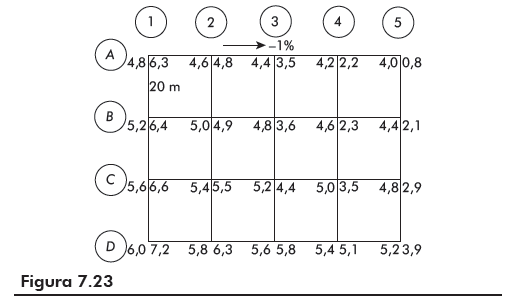 1 2 3 4 5
–1%
A 4,8 6,3 4,6 4,8 4,4 3,5 4,2 2,2 4,0 0,8
20 m
B 5,2 6,4 5,0 4,9 4,8 3,6 4,6 2,3 4,4 2,1
C 5,6 6,6 5,4 5,5 5,2 4,4 5,0 3,5 4,8 2,9
D 6,0 7,2 5,8 6,3 5,6 5,8 5,4 5,1 5,2 3,9
Figura 7.23